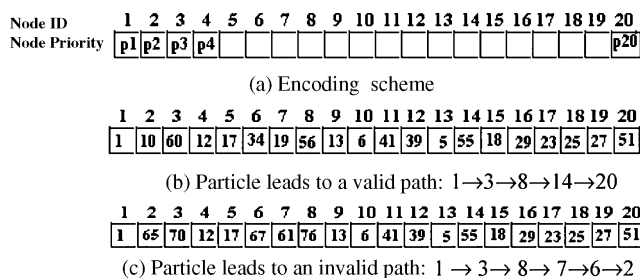 Node ID 1 2 3 4 5 6 7 8 9 10 11 12 13 14 15 16 17 18 19 20
Node Priority p1 p2 p3 p4 p20
(a) Encoding scheme
1 2 3 4 5 6 7 8 9 10 11 12 13 14 15 16 17 18 19 20
1 10 60 12 17 34 19 56 13 6 41 39 5 55 18 29 23 25 27 51
(b) Particle leads to a valid path: 1→3→8→14→20
1 2 3 4 5 6 7 8 9 10 11 12 13 14 15 16 17 18 19 20
1 65 70 12 17 67 61 76 13 6 41 39 5 55 18 29 23 25 27 51
(c) Particle leads to an invalid path: 1 → 3 → 8 → 7 → 6 → 2